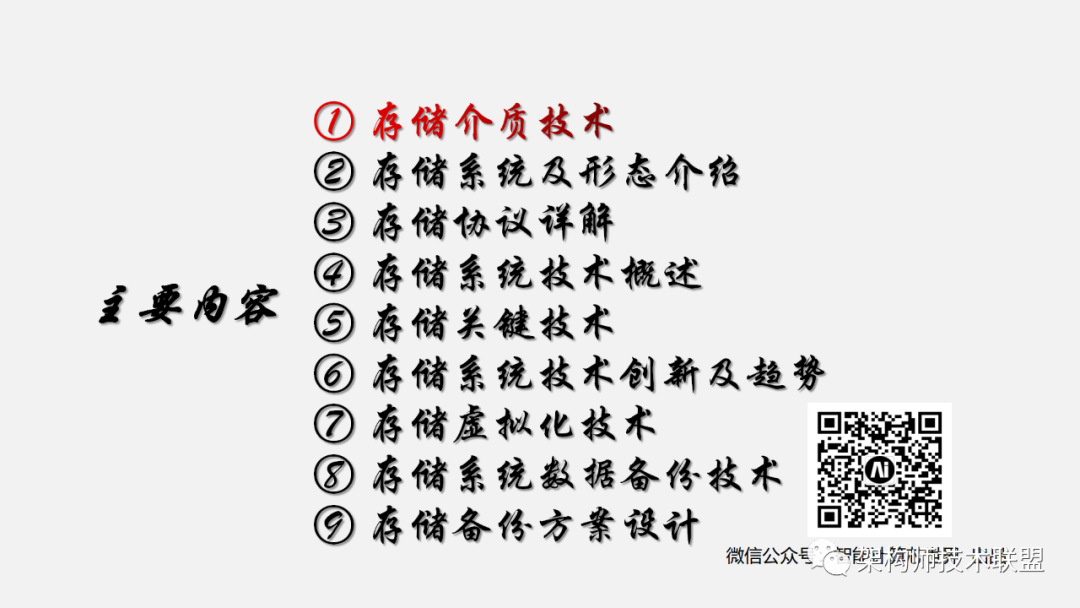 主要内容
① 存储介质技术
② 存储系统及形态介绍
③ 存储协议详解
④ 存储系统技术概述
⑤ 存储关键技术
⑥ 存储系统技术创新及趋势
⑦ 存储虚拟化技术
⑧ 存储系统数据备份技术
⑨ 存储备份方案设计
Ai
微信公众号
架构师技术联盟